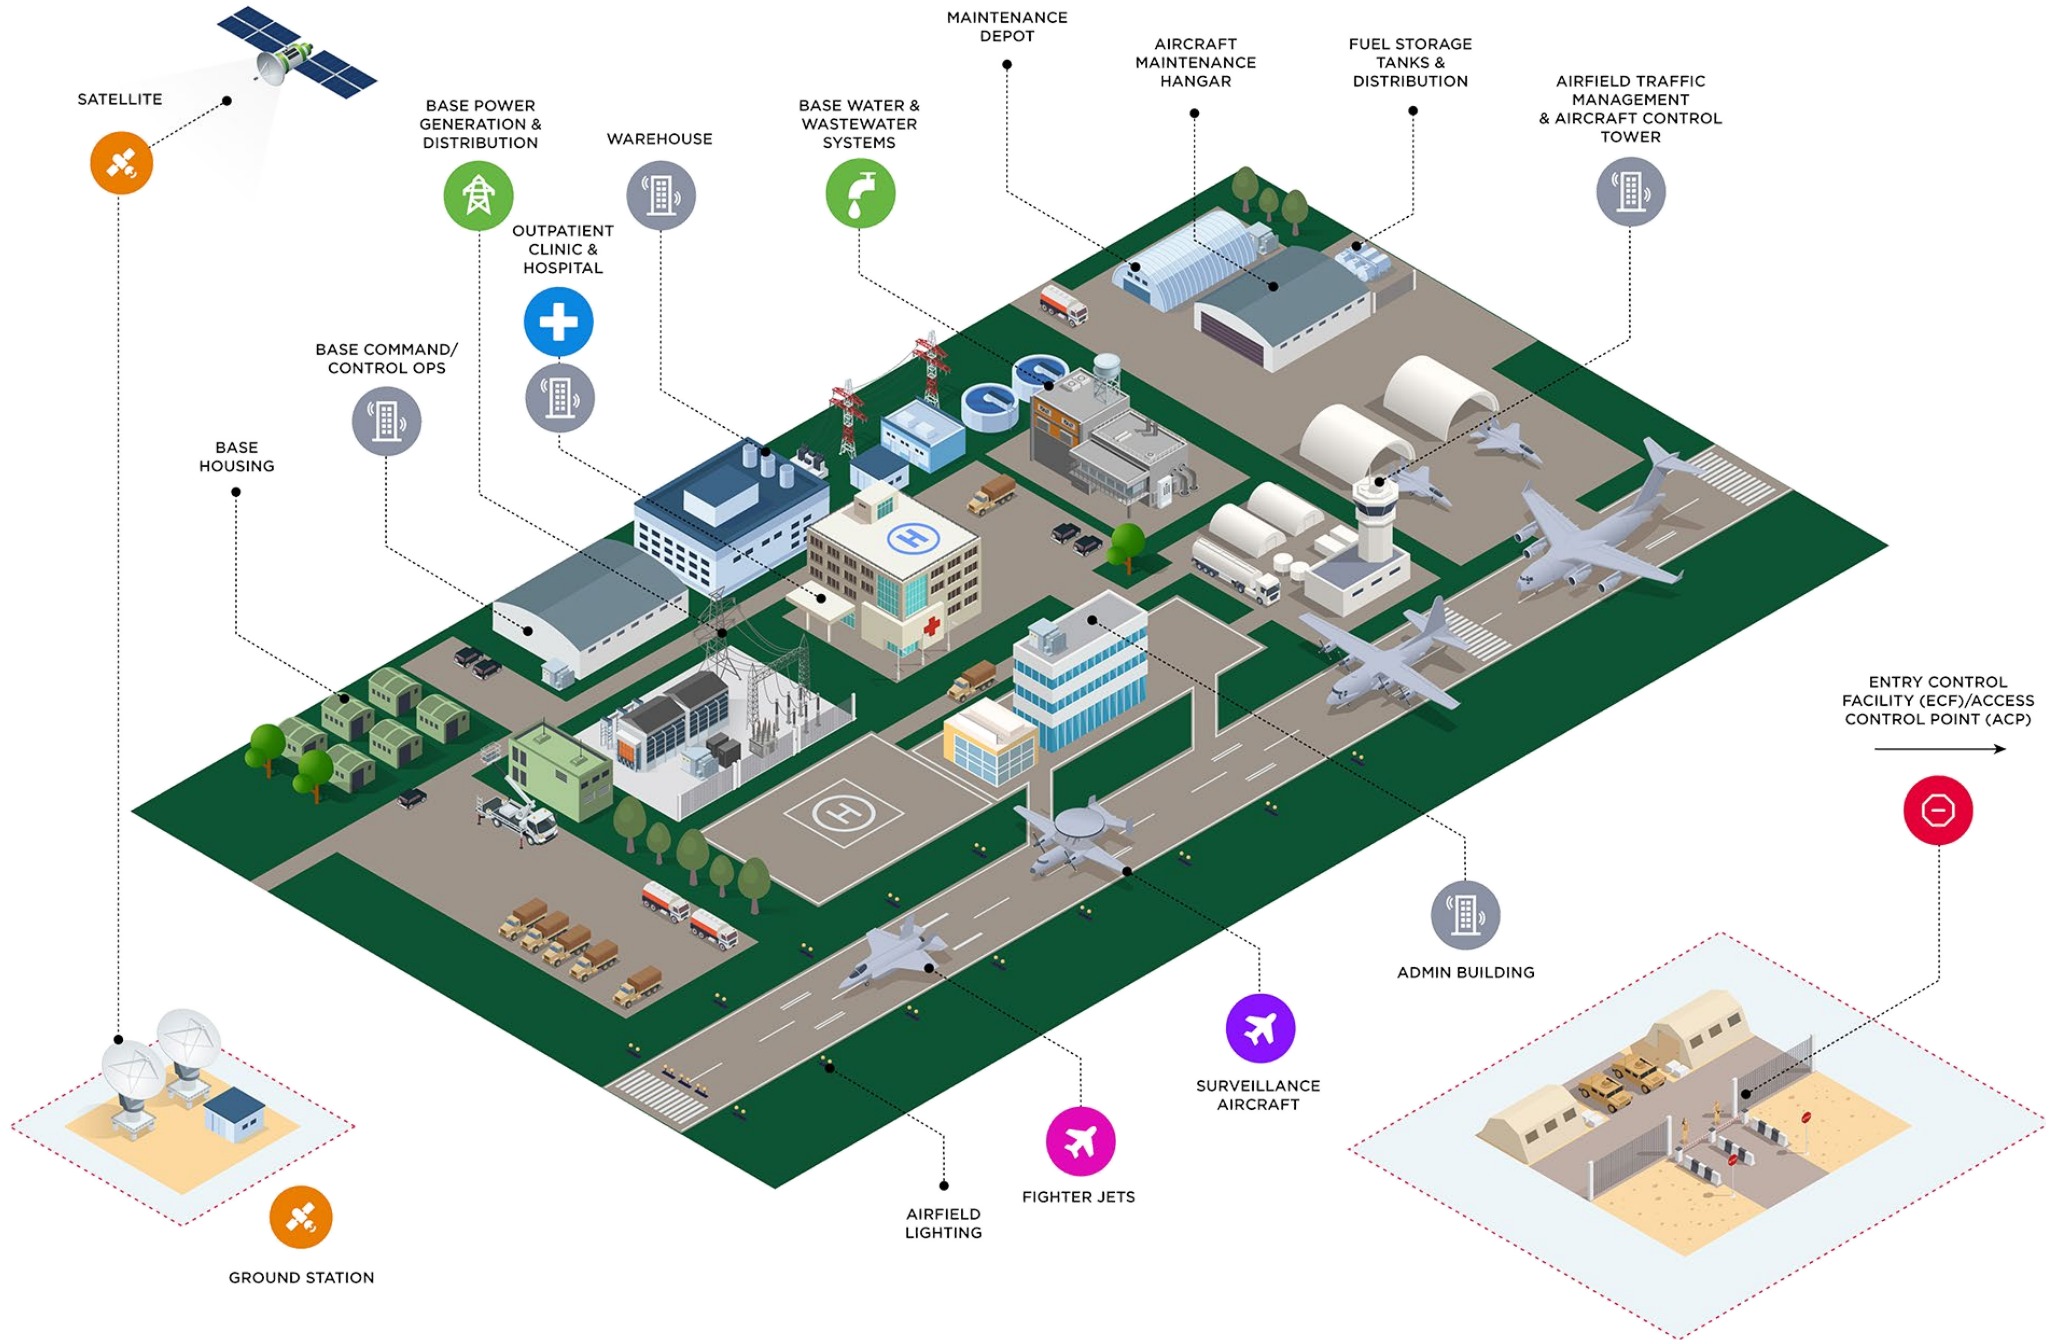 MAINTENANCE
DEPOT
AIRCRAFT
MAINTENANCE
HANGAR
FUEL STORAGE
TANKS &
DISTRIBUTION
AIRFIELD TRAFFIC
MANAGEMENT
& AIRCRAFT CONTROL
TOWER
SATELLITE
BASE POWER
GENERATION &
DISTRIBUTION
WAREHOUSE
BASE WATER &
WASTEWATER
SYSTEMS
OUTPATIENT
CLINIC &
HOSPITAL
BASE COMMAND/
CONTROL OPS
BASE
HOUSING
H
H
ENTRY CONTROL
FACILITY (ECF)/ACCESS
CONTROL POINT (ACP)
ADMIN BUILDING
SURVEILLANCE
AIRCRAFT
FIGHTER JETS
AIRFIELD
LIGHTING
GROUND STATION